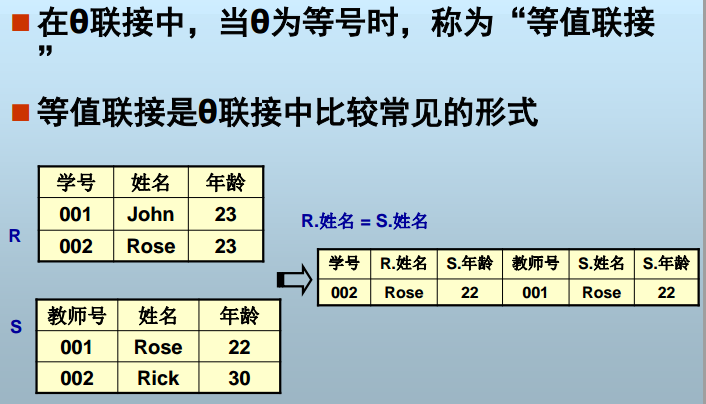 在θ联接中，当θ为等号时，称为“等值联接
”
等值联接是θ联接中比较常见的形式
学号 姓名 年龄
001 John 23
R
002 Rose 23
R.姓名 = S.姓名
学号 R.姓名 S.年龄 教师号 S.姓名 S.年龄
002 Rose 22 001 Rose 22
S
教师号 姓名 年龄
001 Rose 22
002 Rick 30